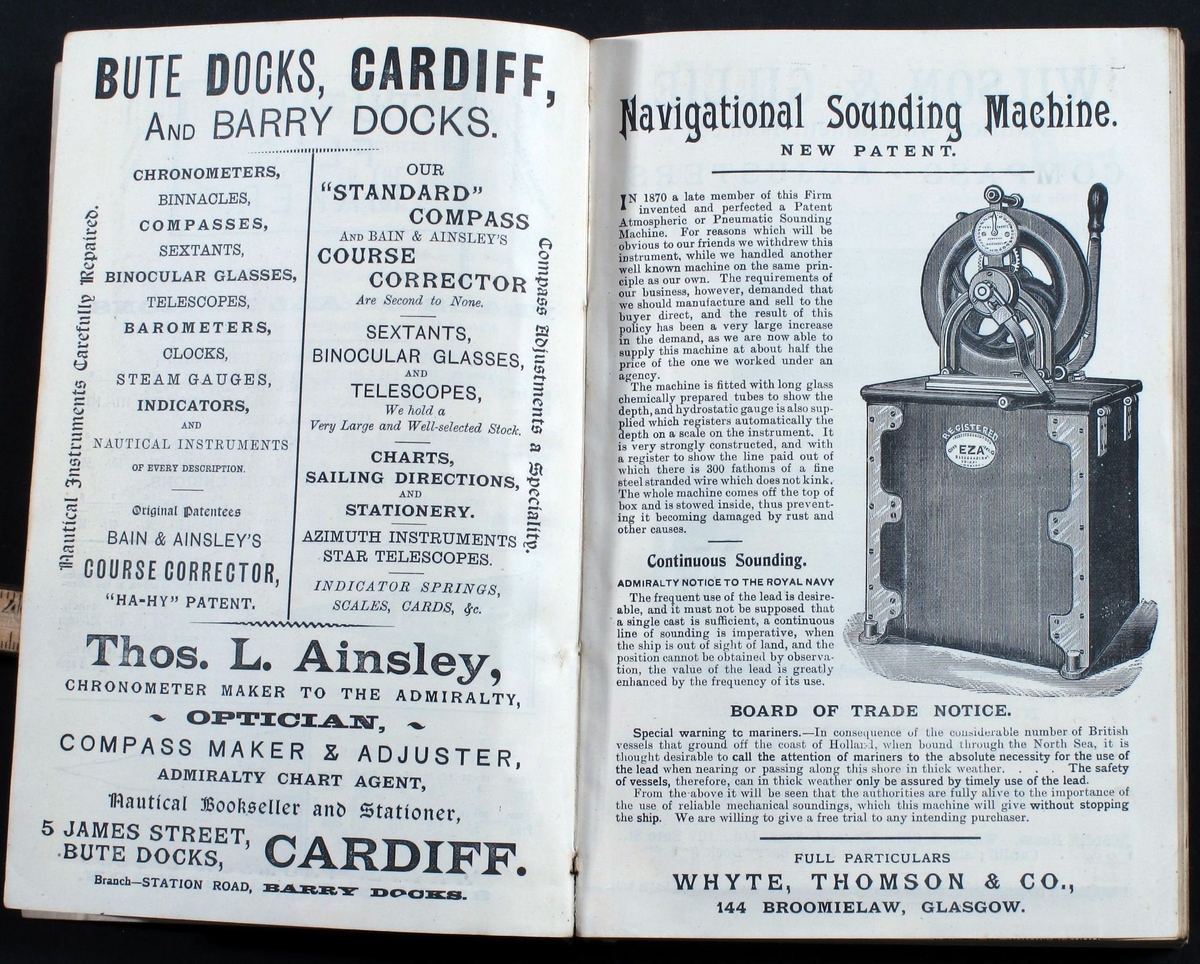 BUTE DOCKS, CARDIFF,
AND BARRY DOCKS.
Nautical Instruments Carefully Repaired.
CHRONOMETERS,
BINNACLES,
COMPASSES,
SEXTANTS,
BINOCULAR GLASSES,
TELESCOPES,
BAROMETERS,
CLOCKS,
STEAM GAUGES,
INDICATORS,
AND
NAUTICAL INSTRUMENTS
OF EVERY DESCRIPTION.
Original Patentees
BAIN & AINSLEY'S
COURSE CORRECTOR,
"HA-HY" PATENT.
OUR
"STANDARD"
COMPASS
AND BAIN & AINSLEY'S
COURSE
CORRECTOR
Are Second to None.
SEXTANTS,
BINOCULAR GLASSES,
AND
TELESCOPES,
We hold a
Very Large and Well-selected Stock.
CHARTS,
SAILING DIRECTIONS,
AND
STATIONERY.
AZIMUTH INSTRUMENTS
STAR TELESCOPES.
INDICATOR SPRINGS,
SCALES, CARDS, &c.
Compass Adjustments a Speciality.
Thos. L. Ainsley,
CHRONOMETER MAKER TO THE ADMIRALTY,
OPTICIAN,
COMPASS MAKER & ADJUSTER,
ADMIRALTY CHART AGENT,
Nautical Bookseller and Stationer,
5 JAMES STREET,
BUTE DOCKS,
CARDIFF.
Branch—STATION ROAD, BARRY DOCKS.
Navigational Sounding Machine.
NEW PATENT.
IN 1870 a late member of this Firm
invented and perfected a Patent
Atmospheric or Pneumatic Sounding
Machine. For reasons which will be
obvious to our friends we withdrew this
instrument, while we handled another
well known machine on the same prin-
ciple as our own. The requirements of
our business, however, demanded that
we should manufacture and sell to the
buyer direct, and the result of this
policy has been a very large increase
in the demand, as we are now able to
supply this machine at about half the
price of the one we worked under an
agency.
The machine is fitted with long glass
chemically prepared tubes to show the
depth, and hydrostatic gauge is also sup-
plied which registers automatically the
depth on a scale on the instrument. It
is very strongly constructed, and with
a register to show the line paid out of
which there is 300 fathoms of a fine
steel stranded wire which does not kink.
The whole machine comes off the top of
box and is stowed inside, thus prevent-
ing it becoming damaged by rust and
other causes.
REGISTERED
EZA
Continuous Sounding.
ADMIRALTY NOTICE TO THE ROYAL NAVY
The frequent use of the lead is desire-
able, and it must not be supposed that
a single cast is sufficient, a continuous
line of sounding is imperative, when
the ship is out of sight of land, and the
position cannot be obtained by observa-
tion, the value of the lead is greatly
enhanced by the frequency of its use.
BOARD OF TRADE NOTICE.
Special warning to mariners.—In consequence of the considerable number of British
vessels that ground off the coast of Holland, when bound through the North Sea, it is
thought desirable to call the attention of mariners to the absolute necessity for the use of
the lead when nearing or passing along this shore in thick weather. . . The safety
of vessels, therefore, can in thick weather only be assured by timely use of the lead.
From the above it will be seen that the authorities are fully alive to the importance of
the use of reliable mechanical soundings, which this machine will give without stopping
the ship. We are willing to give a free trial to any intending purchaser.
FULL PARTICULARS
WHYTE, THOMSON & CO.,
144 BROOMIELAW, GLASGOW.